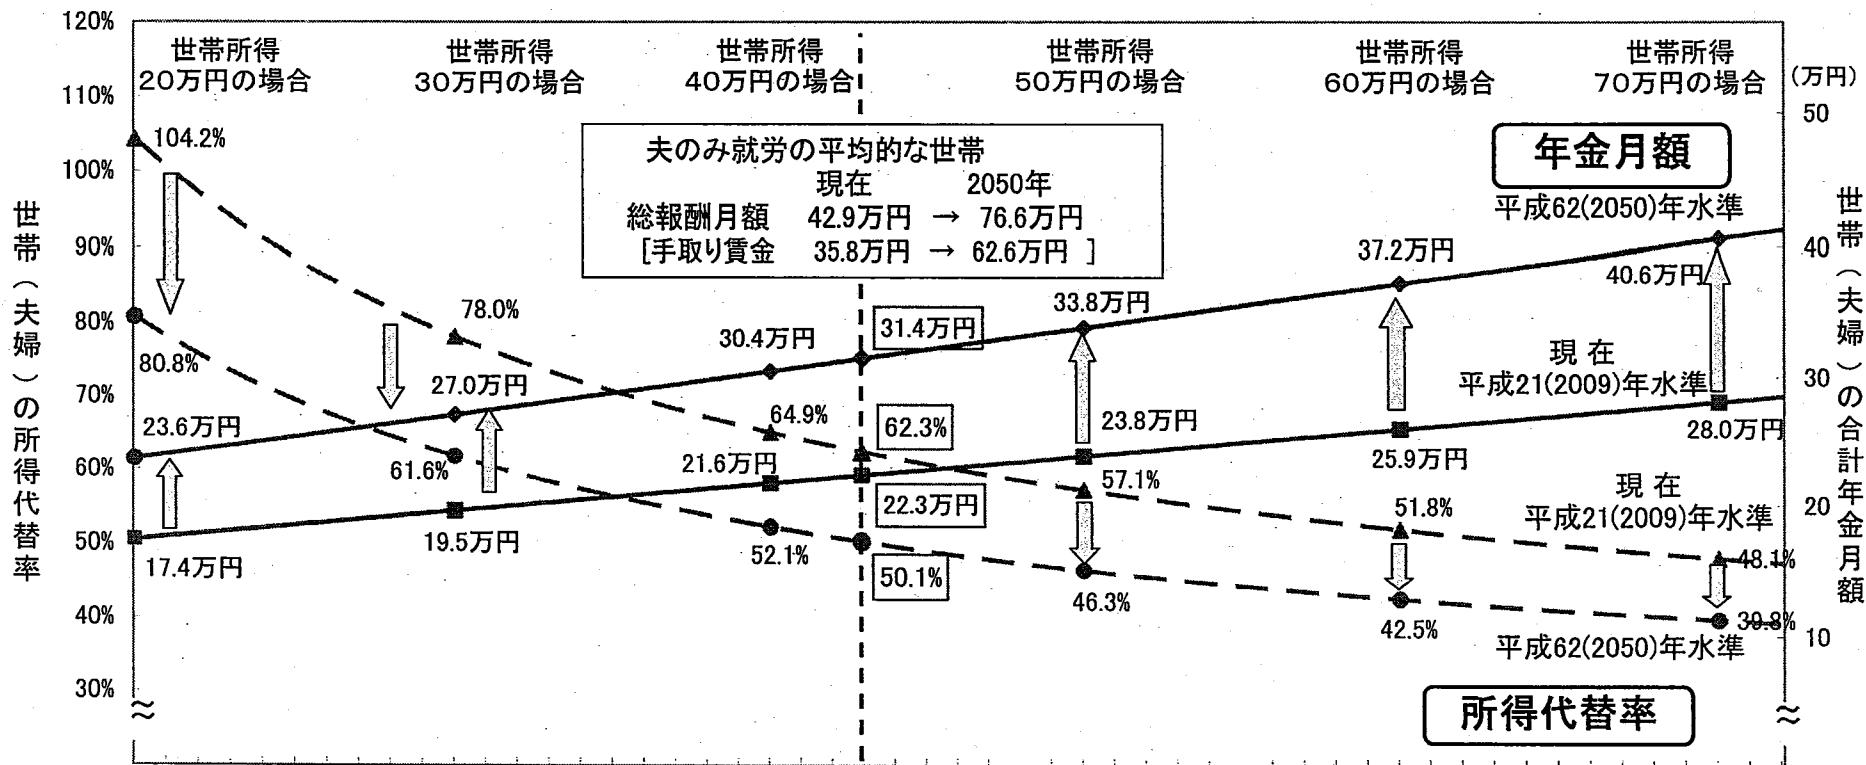 120%
110%
100%
90%
80%
70%
60%
50%
40%
30%
世帯（夫婦）の所得代替率
世帯所得
20万円の場合
世帯所得
30万円の場合
世帯所得
40万円の場合
世帯所得
50万円の場合
世帯所得
60万円の場合
世帯所得
70万円の場合
(万円)
50
40
30
20
10
世帯（夫婦）の合計年金月額
夫のみ就労の平均的な世帯
現在 2050年
総報酬月額 42.9万円 → 76.6万円
[手取り賃金 35.8万円 → 62.6万円 ]
年金月額
平成62(2050)年水準
23.6万円
27.0万円
30.4万円
31.4万円
33.8万円
37.2万円
40.6万円
現 在
平成21(2009)年水準
17.4万円
19.5万円
21.6万円
22.3万円
23.8万円
25.9万円
28.0万円
104.2%
78.0%
64.9%
62.3%
57.1%
51.8%
48.1%
現 在
平成21(2009)年水準
80.8%
61.6%
52.1%
50.1%
46.3%
42.5%
39.8%
平成62(2050)年水準
所得代替率